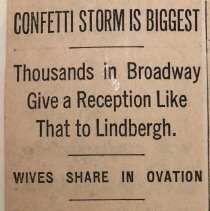 CONFETTI STORM IS BIGGEST
Thousands in Broadway
Give a Reception Like
That to Lindbergh.
WIVES SHARE IN OVATION